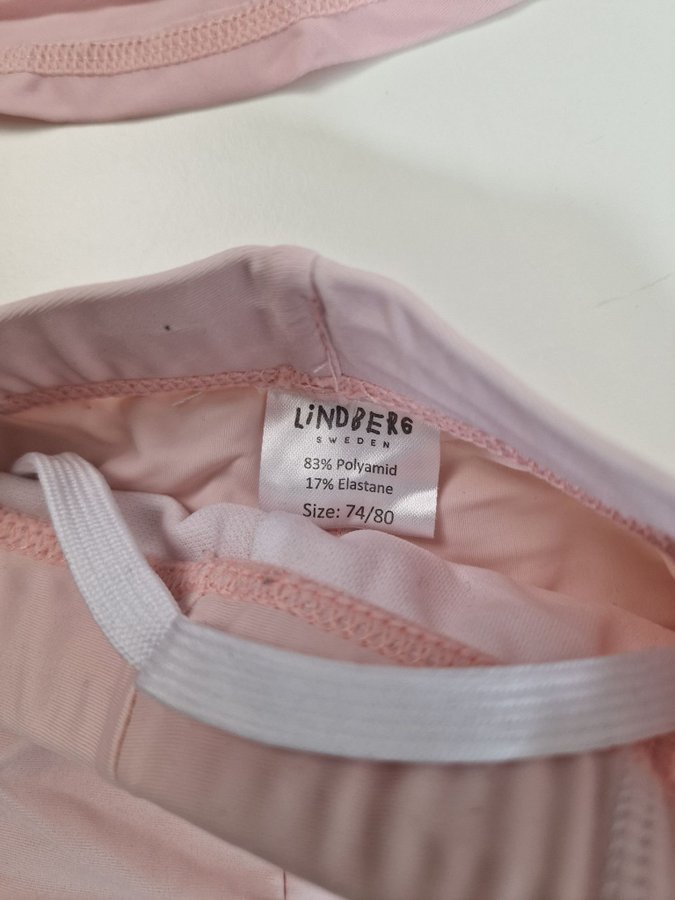 LiNDBERG
SWEDEN
83% Polyamid
17% Elastane
Size: 74/80